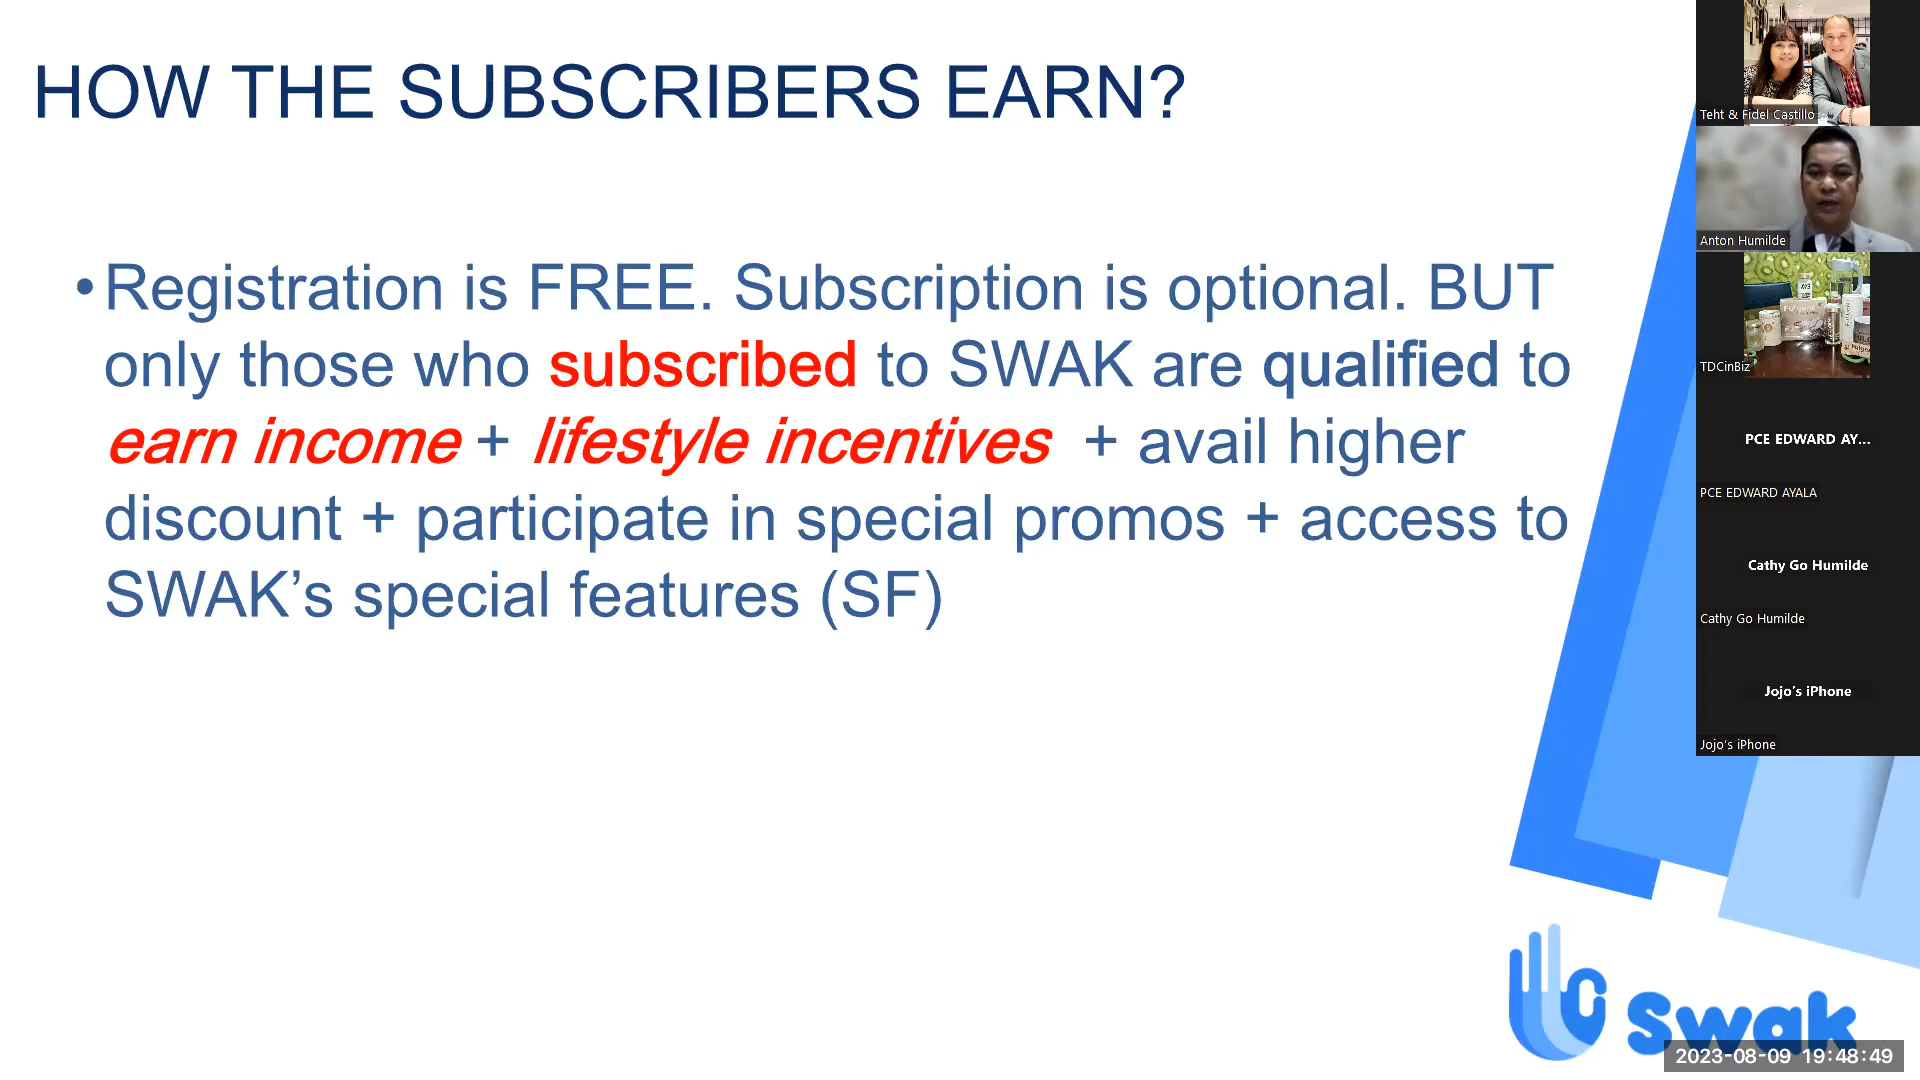 HOW THE SUBSCRIBERS EARN?
•Registration is FREE. Subscription is optional. BUT
only those who subscribed to SWAK are qualified to
earn income + lifestyle incentives + avail higher
discount + participate in special promos + access to
SWAK’s special features (SF)
Teht & Fidel Castillo
Anton Humilde
TDCinBiz
PCE EDWARD AY...
PCE EDWARD AYALA
Cathy Go Humilde
Cathy Go Humilde
Jojo's iPhone
Jojo's iPhone
Swak
2023-08-09 19:48:49